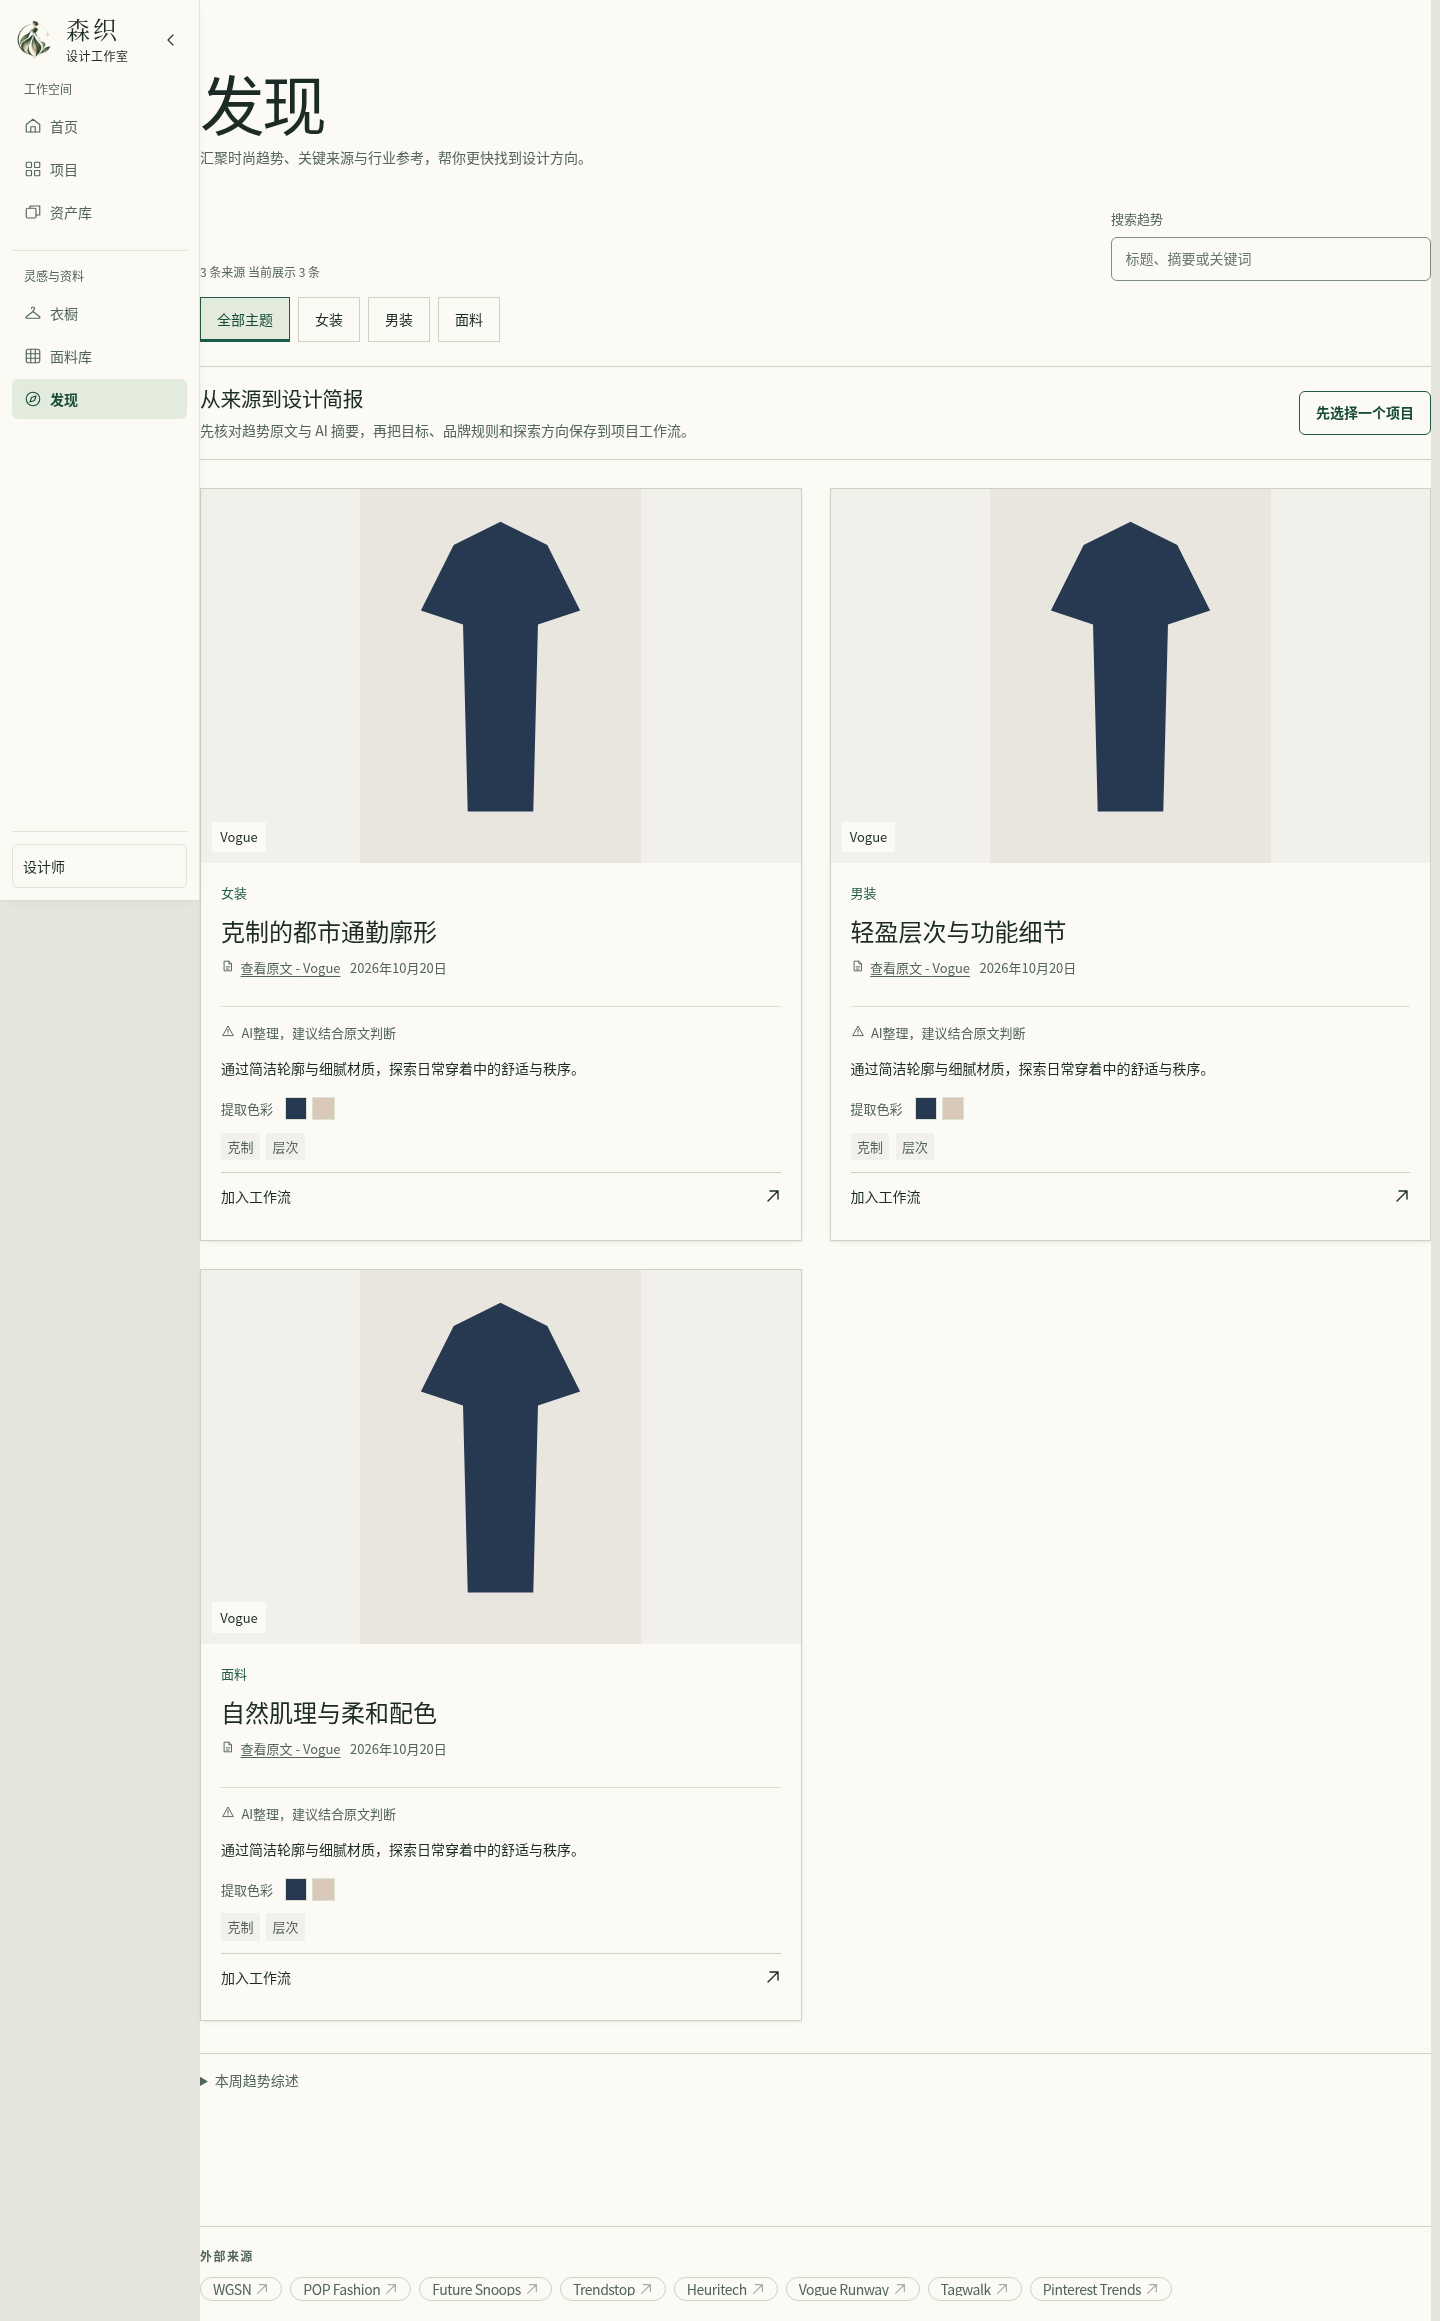 森织
设计工作室
工作空间
首页
项目
资产库
灵感与资料
衣橱
面料库
发现
设计师
发现
汇聚时尚趋势、关键来源与行业参考，帮你更快找到设计方向。
搜索趋势
标题、摘要或关键词
3 条来源 当前展示 3 条
全部主题 女装 男装 面料
从来源到设计简报
先核对趋势原文与 AI 摘要，再把目标、品牌规则和探索方向保存到项目工作流。
先选择一个项目
Vogue
女装
克制的都市通勤廓形
查看原文 - Vogue 2026年10月20日
AI整理，建议结合原文判断
通过简洁轮廓与细腻材质，探索日常穿着中的舒适与秩序。
提取色彩
克制 层次
加入工作流
Vogue
男装
轻盈层次与功能细节
查看原文 - Vogue 2026年10月20日
AI整理，建议结合原文判断
通过简洁轮廓与细腻材质，探索日常穿着中的舒适与秩序。
提取色彩
克制 层次
加入工作流
Vogue
面料
自然肌理与柔和配色
查看原文 - Vogue 2026年10月20日
AI整理，建议结合原文判断
通过简洁轮廓与细腻材质，探索日常穿着中的舒适与秩序。
提取色彩
克制 层次
加入工作流
本周趋势综述
外部来源
WGSN POP Fashion Future Snoops Trendstop Heuritech Vogue Runway Tagwalk Pinterest Trends